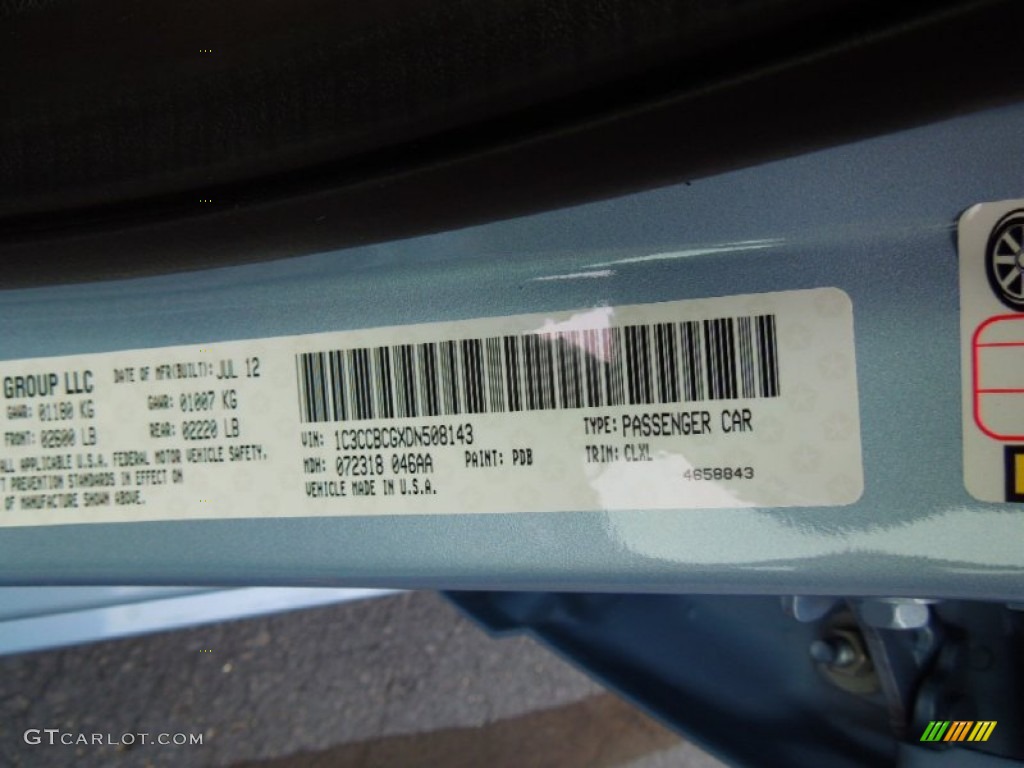 GROUP LLC DATE OF MFR(BUILT): JUL 12
GAWR: 01180 KG GAWR: 01007 KG
FRONT: 02600 LB REAR: 02220 LB
ALL APPLICABLE U.S.A. FEDERAL MOTOR VEHICLE SAFETY,
T PREVENTION STANDARDS IN EFFECT ON
OF MANUFACTURE SHOWN ABOVE.
VIN: 1C3CCBCGXDN508143
MDH: 072318 046AA PAINT: PDB
VEHICLE MADE IN U.S.A.
TYPE: PASSENGER CAR
TRIM: CLXL
4658843
GTCARLOT.COM